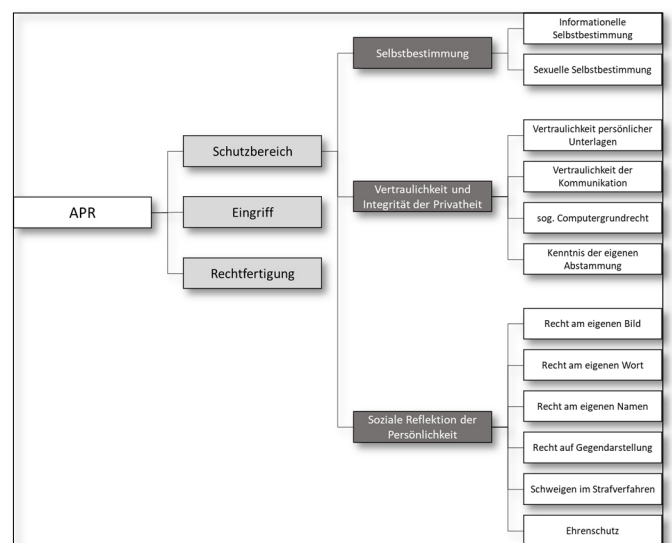 APR
Schutzbereich
Eingriff
Rechtfertigung
Selbstbestimmung
Informationelle
Selbstbestimmung
Sexuelle Selbstbestimmung
Vertraulichkeit und
Integrität der Privatheit
Vertraulichkeit persönlicher
Unterlagen
Vertraulichkeit der
Kommunikation
sog. Computergrundrecht
Kenntnis der eigenen
Abstammung
Soziale Reflektion der
Persönlichkeit
Recht am eigenen Bild
Recht am eigenen Wort
Recht am eigenen Namen
Recht auf Gegendarstellung
Schweigen im Strafverfahren
Ehrenschutz